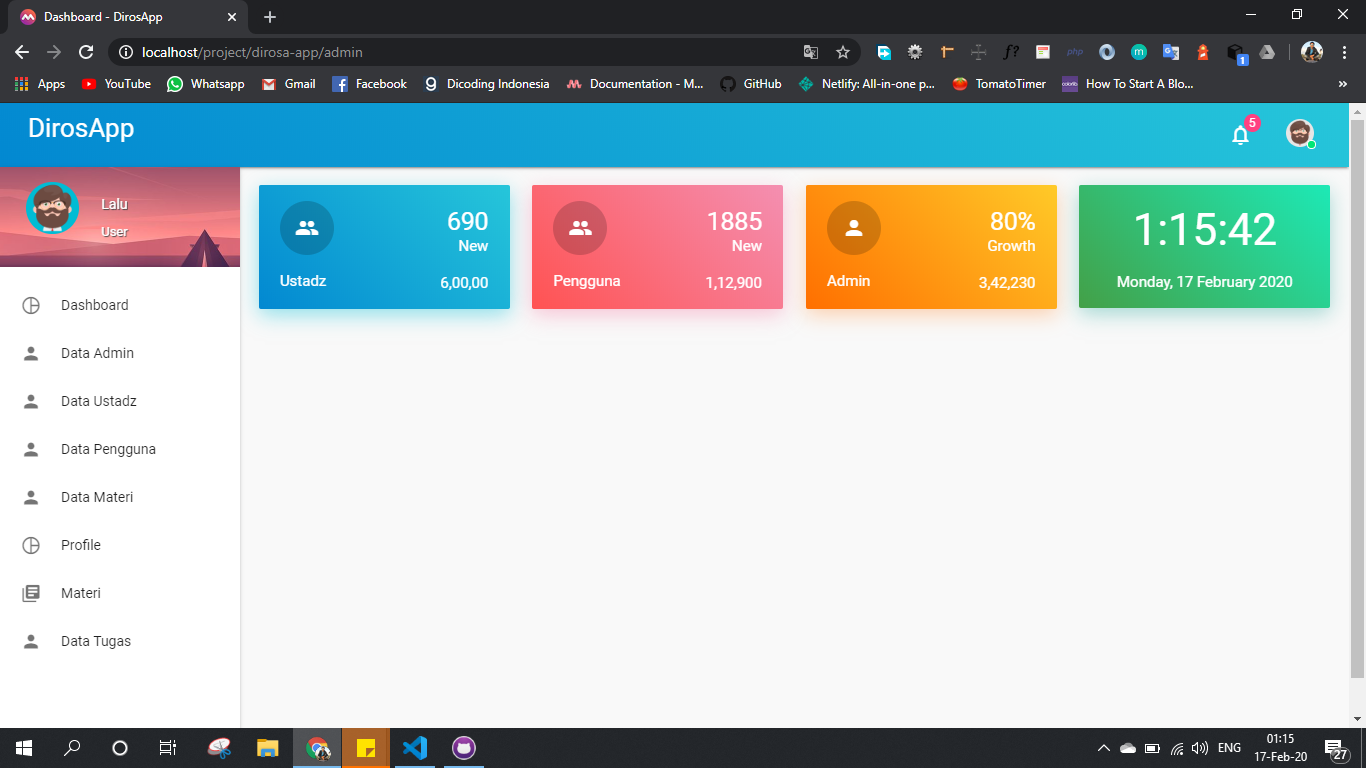 Dashboard - DirosApp
localhost/project/dirosa-app/admin
f?
php
m
1
Apps
YouTube
Whatsapp
Gmail
Facebook
Dicoding Indonesia
Documentation - M...
GitHub
Netlify: All-in-one p...
TomatoTimer
colorlib
How To Start A Blo...
»
DirosApp
5
Lalu
User
Dashboard
Data Admin
Data Ustadz
Data Pengguna
Data Materi
Profile
Materi
Data Tugas
690
New
Ustadz
6,00,00
1885
New
Pengguna
1,12,900
80%
Growth
Admin
3,42,230
1:15:42
Monday, 17 February 2020
ENG
01:15
17-Feb-20
27